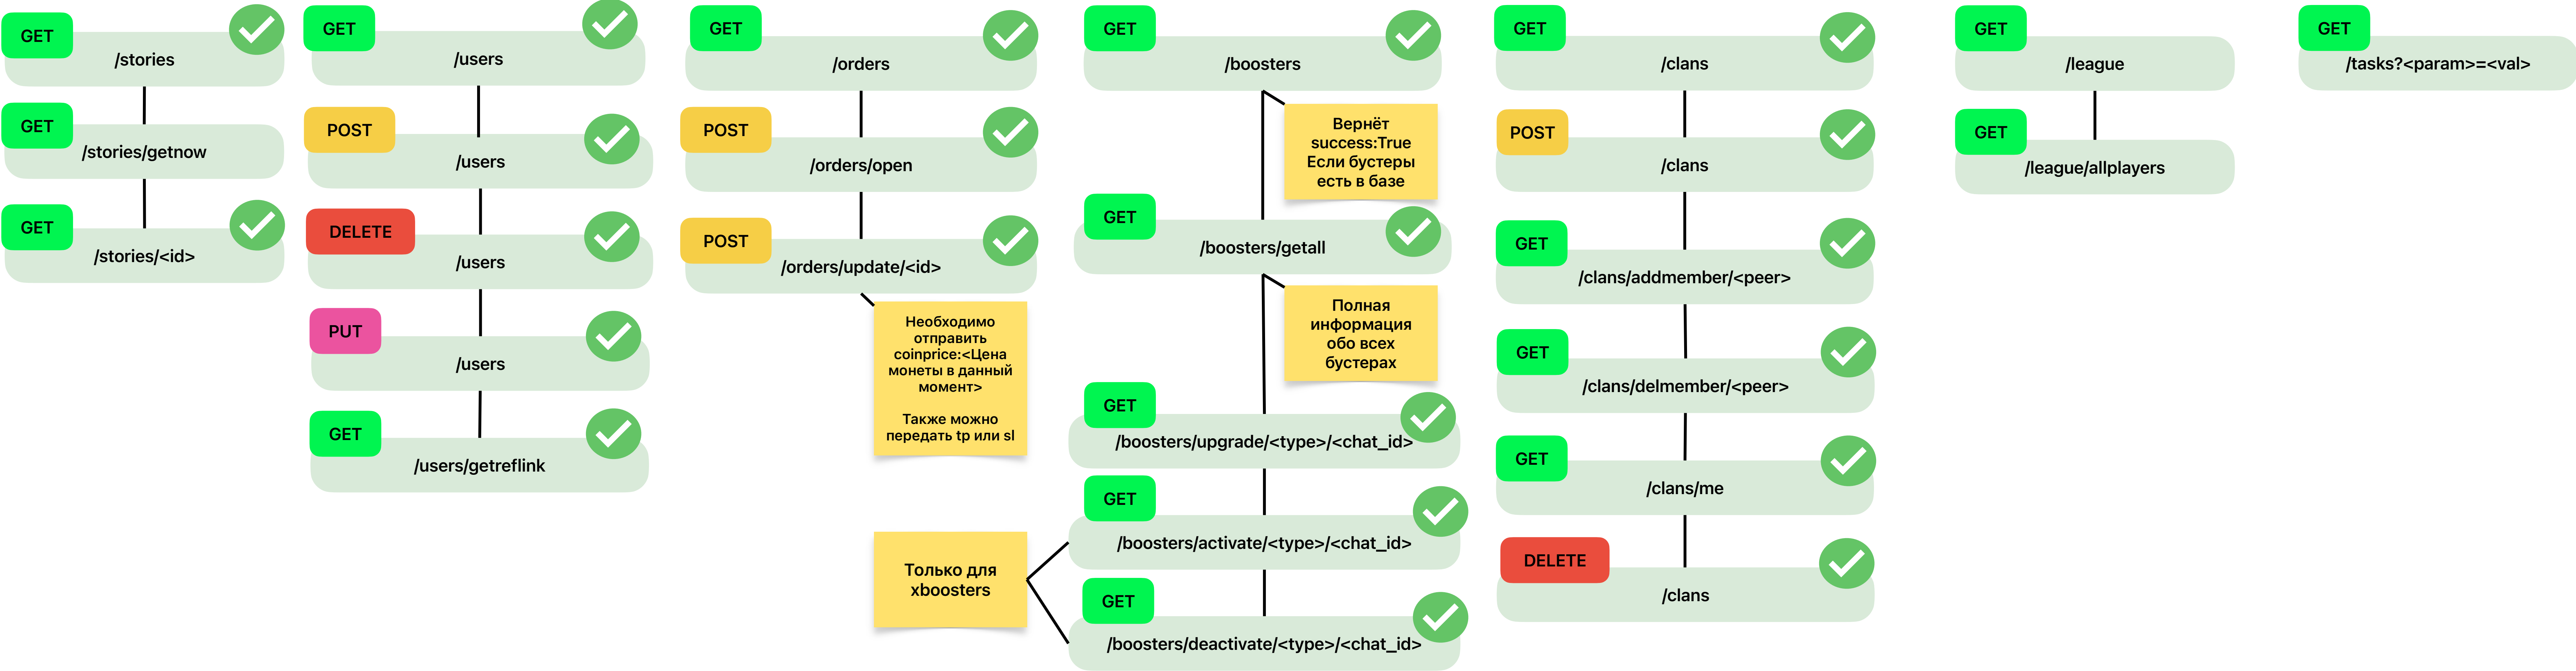 GET
/stories
GET
/stories/getnow
GET
/stories/<id>
GET
/users
POST
/users
DELETE
/users
PUT
/users
GET
/users/getreflink
GET
/orders
POST
/orders/open
POST
/orders/update/<id>
Необходимо
отправить
coinprice:<Цена
монеты в данный
момент>
Также можно
передать tp или sl
GET
/boosters
Вернёт
success:True
Если бустеры
есть в базе
GET
/boosters/getall
Полная
информация
обо всех
бустерах
GET
/boosters/upgrade/<type>/<chat_id>
GET
/boosters/activate/<type>/<chat_id>
Только для
xboosters
GET
/boosters/deactivate/<type>/<chat_id>
GET
/clans
POST
/clans
GET
/clans/addmember/<peer>
GET
/clans/delmember/<peer>
GET
/clans/me
DELETE
/clans
GET
/league
GET
/league/allplayers
GET
/tasks?<param>=<val>